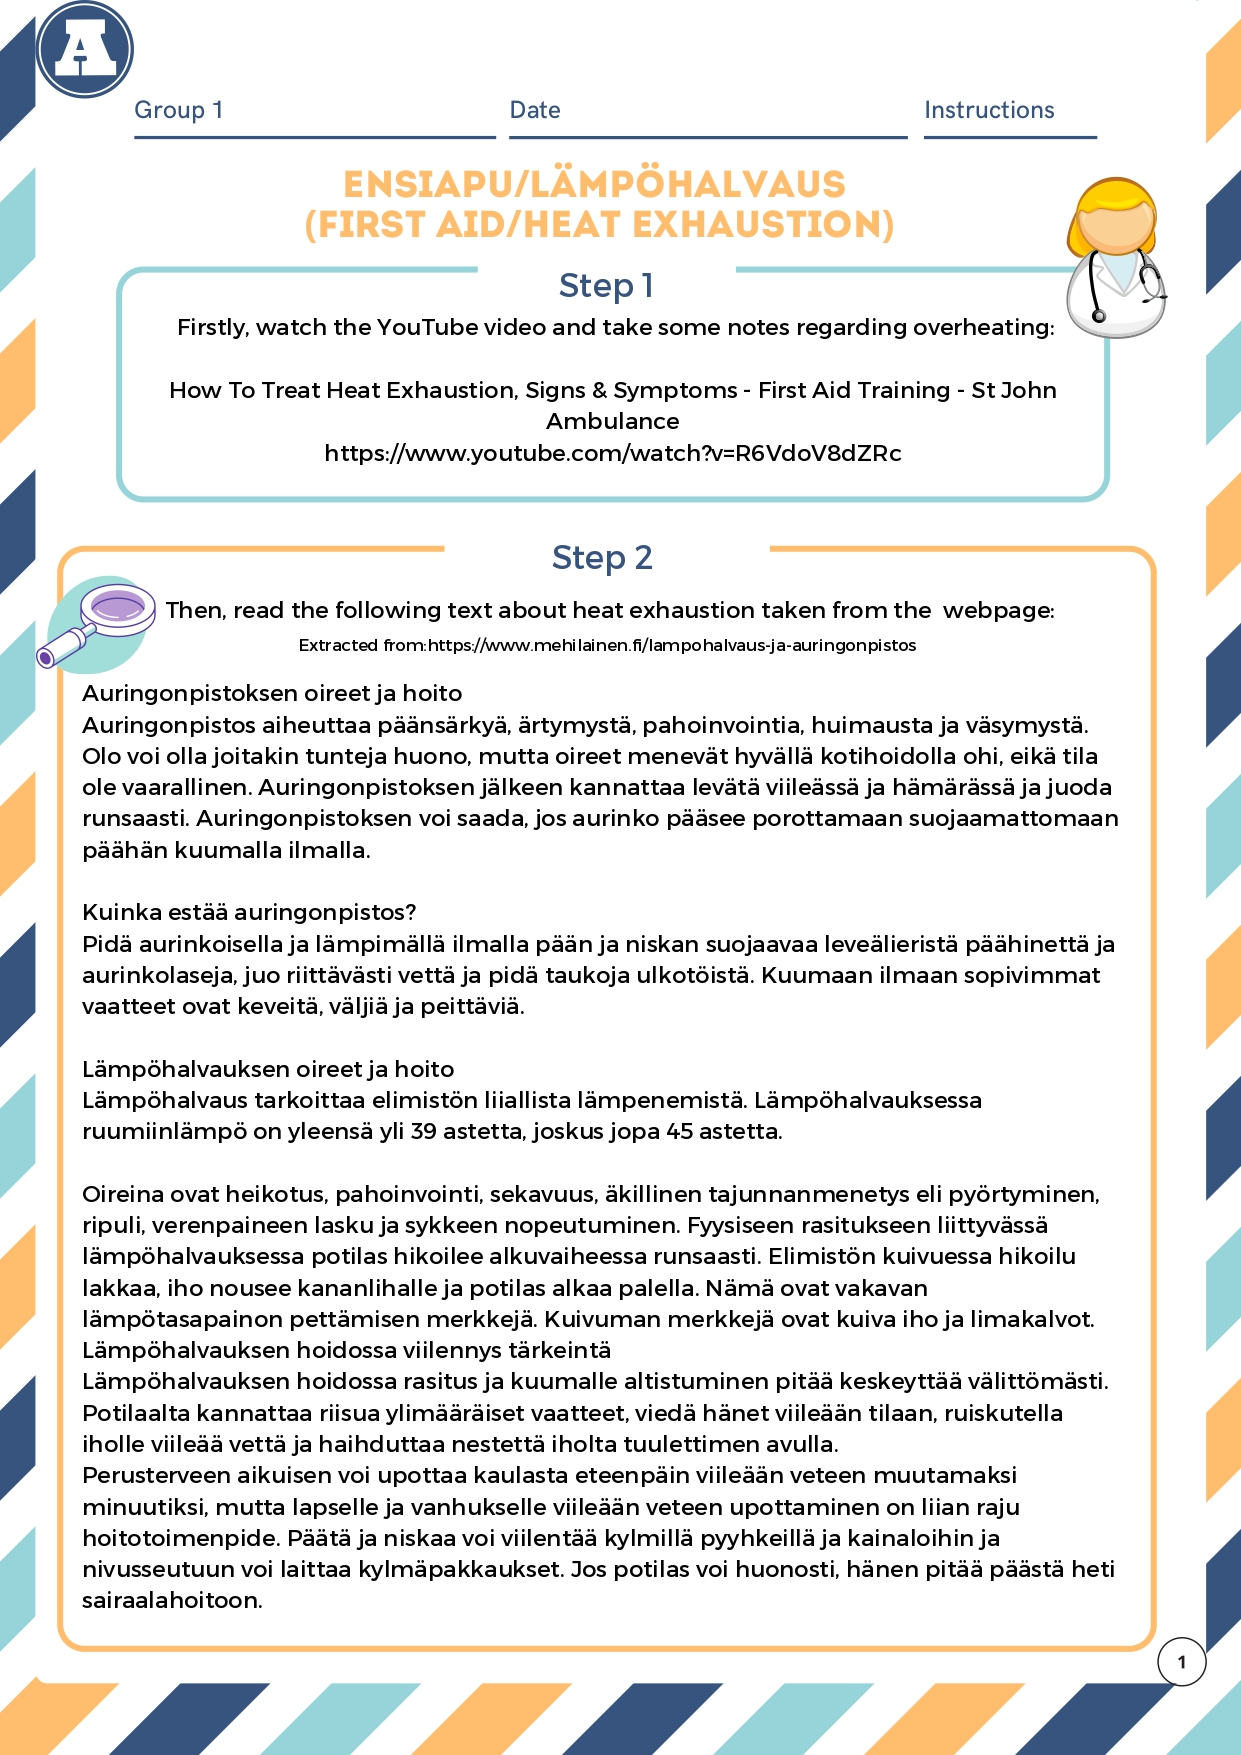 A
Group 1 Date Instructions
ENSIAPU/LÄMPÖHALVAUS
(FIRST AID/HEAT EXHAUSTION)
Step 1
Firstly, watch the YouTube video and take some notes regarding overheating:
How To Treat Heat Exhaustion, Signs & Symptoms - First Aid Training - St John
Ambulance
https://www.youtube.com/watch?v=R6VdoV8dZRc
Step 2
Then, read the following text about heat exhaustion taken from the webpage:
Extracted from:https://www.mehilainen.fi/lampohalvaus-ja-auringonpistos
Auringonpistoksen oireet ja hoito
Auringonpistos aiheuttaa päänsärkyä, ärtymystä, pahoinvointia, huimausta ja väsymystä.
Olo voi olla joitakin tunteja huono, mutta oireet menevät hyvällä kotihoidolla ohi, eikä tila
ole vaarallinen. Auringonpistoksen jälkeen kannattaa levätä viileässä ja hämärässä ja juoda
runsaasti. Auringonpistoksen voi saada, jos aurinko pääsee porottamaan suojaamattomaan
päähän kuumalla ilmalla.
Kuinka estää auringonpistos?
Pidä aurinkoisella ja lämpimällä ilmalla pään ja niskan suojaavaa leveälieristä päähinettä ja
aurinkolaseja, juo riittävästi vettä ja pidä taukoja ulkotöistä. Kuumaan ilmaan sopivimmat
vaatteet ovat keveitä, väljiä ja peittäviä.
Lämpöhalvauksen oireet ja hoito
Lämpöhalvaus tarkoittaa elimistön liiallista lämpenemistä. Lämpöhalvauksessa
ruumiinlämpö on yleensä yli 39 astetta, joskus jopa 45 astetta.
Oireina ovat heikotus, pahoinvointi, sekavuus, äkillinen tajunnanmenetys eli pyörtyminen,
ripuli, verenpaineen lasku ja sykkeen nopeutuminen. Fyysiseen rasitukseen liittyvässä
lämpöhalvauksessa potilas hikoilee alkuvaiheessa runsaasti. Elimistön kuivuessa hikoilu
lakkaa, iho nousee kananlihalle ja potilas alkaa palella. Nämä ovat vakavan
lämpötasapainon pettämisen merkkejä. Kuivuman merkkejä ovat kuiva iho ja limakalvot.
Lämpöhalvauksen hoidossa viilennys tärkeintä
Lämpöhalvauksen hoidossa rasitus ja kuumalle altistuminen pitää keskeyttää välittömästi.
Potilaalta kannattaa riisua ylimääräiset vaatteet, viedä hänet viileään tilaan, ruiskutella
iholle viileää vettä ja haihduttaa nestettä iholta tuulettimen avulla.
Perusterveen aikuisen voi upottaa kaulasta eteenpäin viileään veteen muutamaksi
minuutiksi, mutta lapselle ja vanhukselle viileään veteen upottaminen on liian raju
hoitotoimenpide. Päätä ja niskaa voi viilentää kylmillä pyyhkeillä ja kainaloihin ja
nivusseutuun voi laittaa kylmäpakkaukset. Jos potilas voi huonosti, hänen pitää päästä heti
sairaalahoitoon.
1